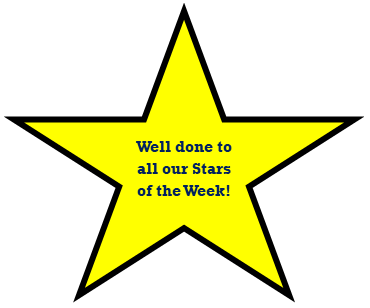 Well done to
all our Stars
of the Week!